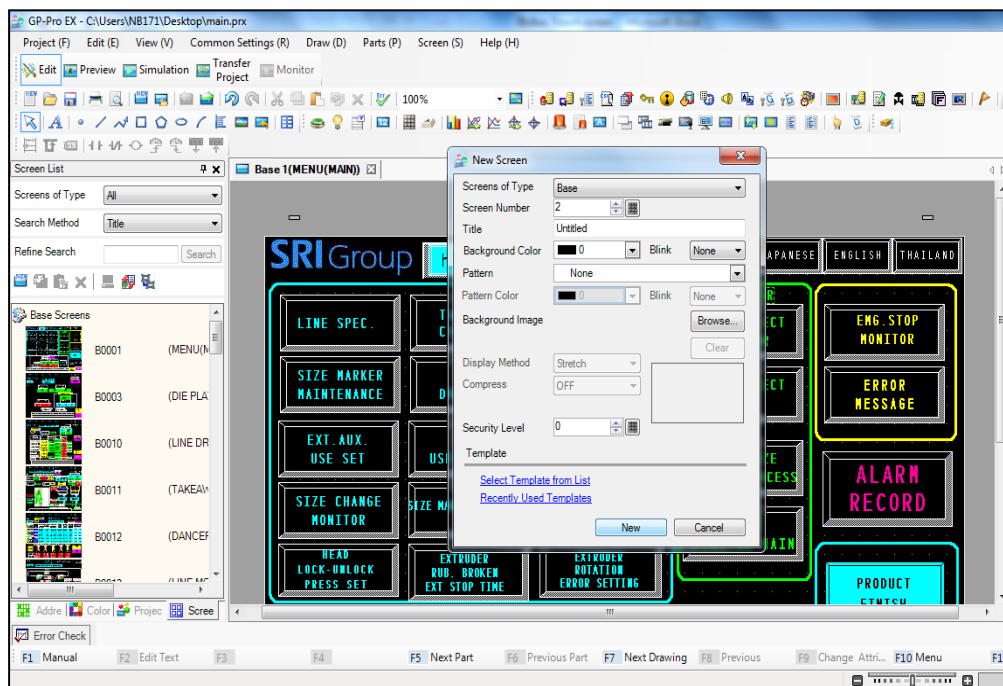 GP-Pro EX - C:\Users\NB171\Desktop\main.prx
Project (F) Edit (E) View (V) Common Settings (R) Draw (D) Parts (P) Screen (S) Help (H)
Edit Preview Simulation Transfer Project Monitor
100%
Screen List
Base 1(MENU(MAIN))
Screens of Type All
Search Method Title
Refine Search Search
Base Screens
B0001 (MENU(M
B0003 (DIE PLA
B0010 (LINE DR
B0011 (TAKEAW
B0012 (DANCEF
Addre Color Projec Scree
SRI Group
APANESE ENGLISH THAILAND
LINE SPEC.
SIZE MARKER
MAINTENANCE
EXT.AUX.
USE SET
SIZE CHANGE
MONITOR
HEAD
LOCK-UNLOCK
PRESS SET
EXTRUDER
RUB. BROKEN
EXT STOP TIME
EXTRUDER
ROTATION
ERROR SETTING
EMG.STOP
MONITOR
ERROR
MESSAGE
ALARM
RECORD
PRODUCT
FINISH
New Screen
Screens of Type Base
Screen Number 2
Title Untitled
Background Color 0 Blink None
Pattern None
Pattern Color 0 Blink None
Background Image Browse...
Clear
Display Method Stretch
Compress OFF
Security Level 0
Template
Select Template from List
Recently Used Templates
New Cancel
Error Check
F1 Manual F2 Edit Text F3 F4 F5 Next Part F6 Previous Part F7 Next Drawing F8 Previous F9 Change Attri... F10 Menu F1